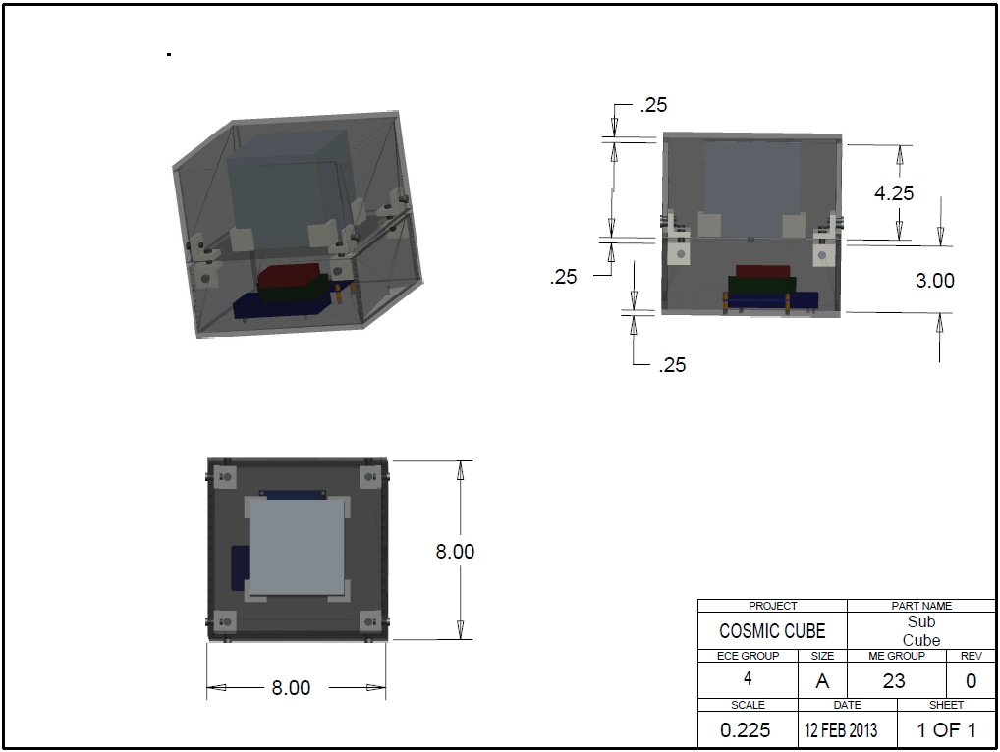 .25
4.25
.25
3.00
.25
8.00
8.00
PROJECT PART NAME
COSMIC CUBE Sub
Cube
ECE GROUP SIZE ME GROUP REV
4 A 23 0
SCALE DATE SHEET
0.225 12 FEB 2013 1 OF 1